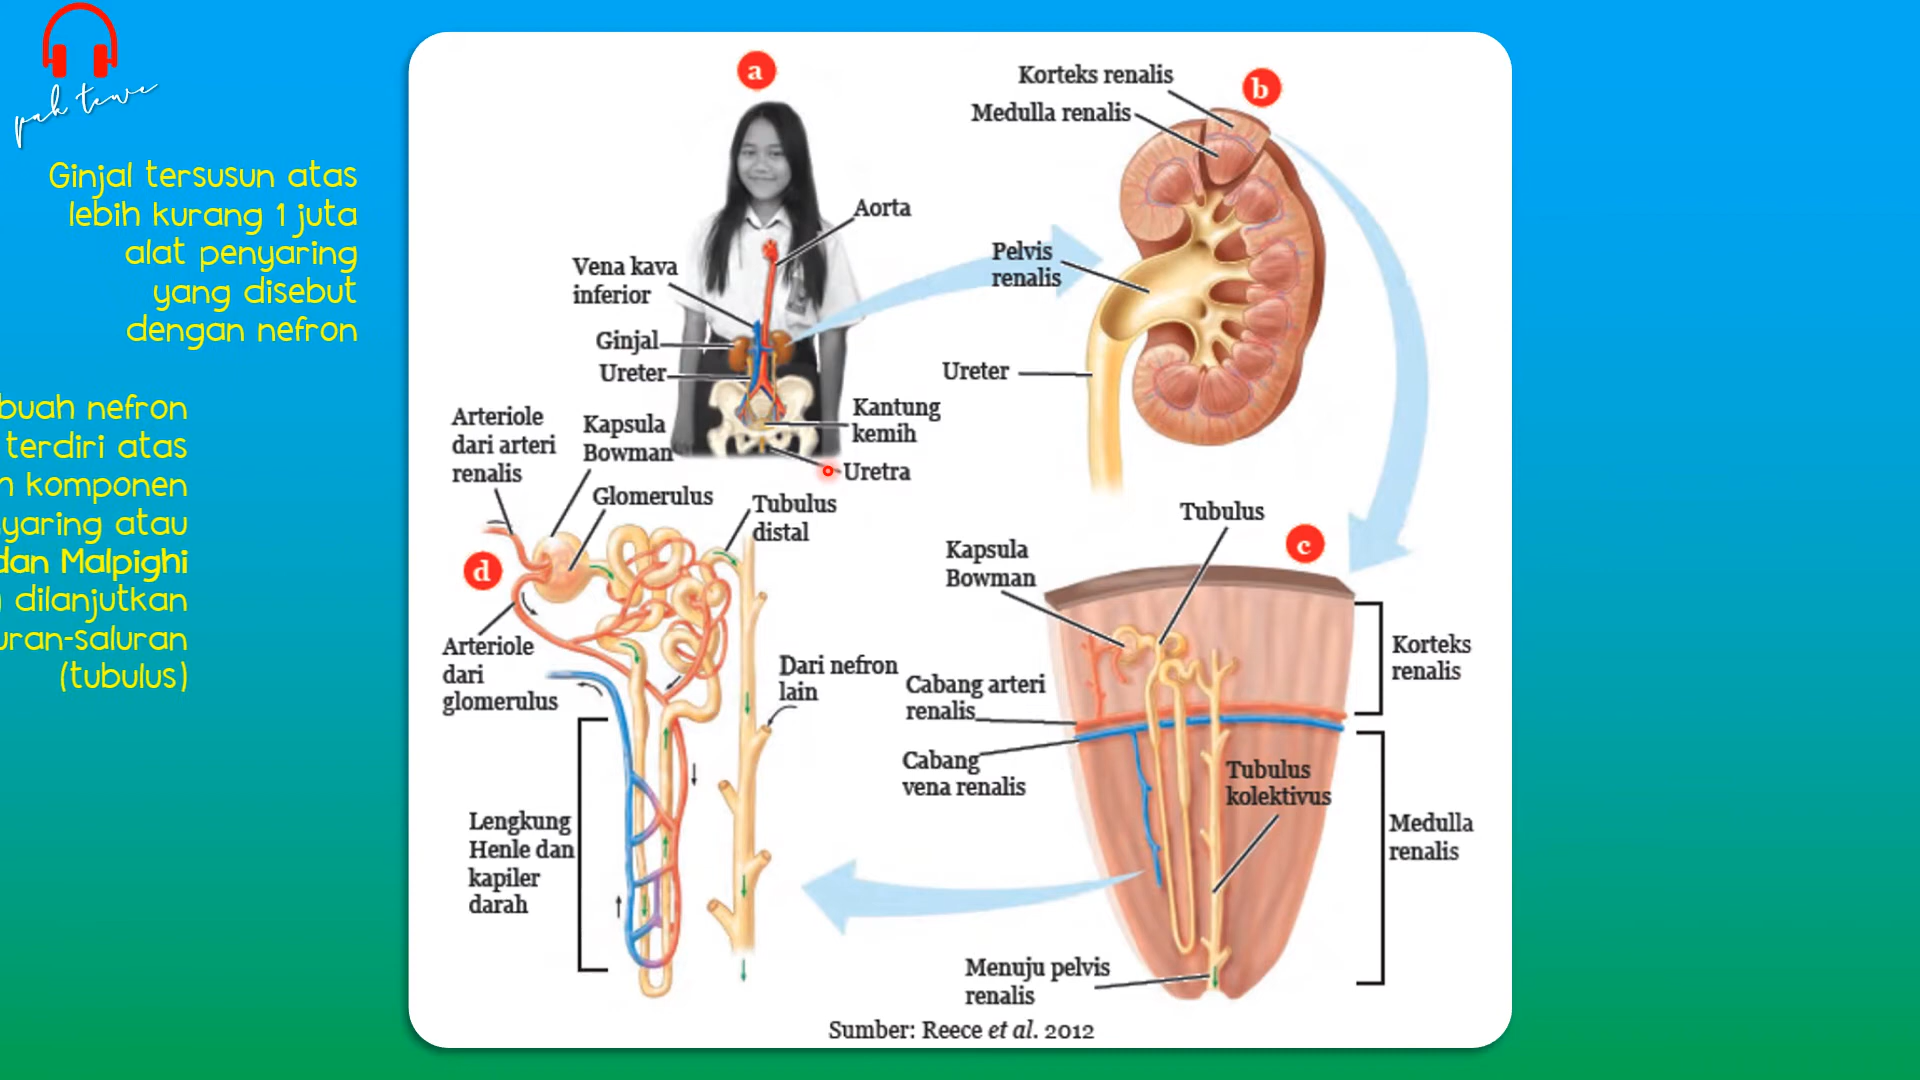 pak tewe
Ginjal tersusun atas
lebih kurang 1 juta
alat penyaring
yang disebut
dengan nefron
buah nefron
terdiri atas
komponen
yaring atau
dan Malpighi
dilanjutkan
uran-saluran
(tubulus)
a
Aorta
Vena kava
inferior
Ginjal
Ureter
Kantung
kemih
Uretra
b
Korteks renalis
Medulla renalis
Pelvis
renalis
Ureter
c
Tubulus
Kapsula
Bowman
Korteks
renalis
Cabang arteri
renalis
Cabang
vena renalis
Tubulus
kolektivus
Medulla
renalis
Menuju pelvis
renalis
d
Arteriole
dari arteri
renalis
Kapsula
Bowman
Glomerulus
Tubulus
distal
Arteriole
dari
glomerulus
Dari nefron
lain
Lengkung
Henle dan
kapiler
darah
Sumber: Reece et al. 2012